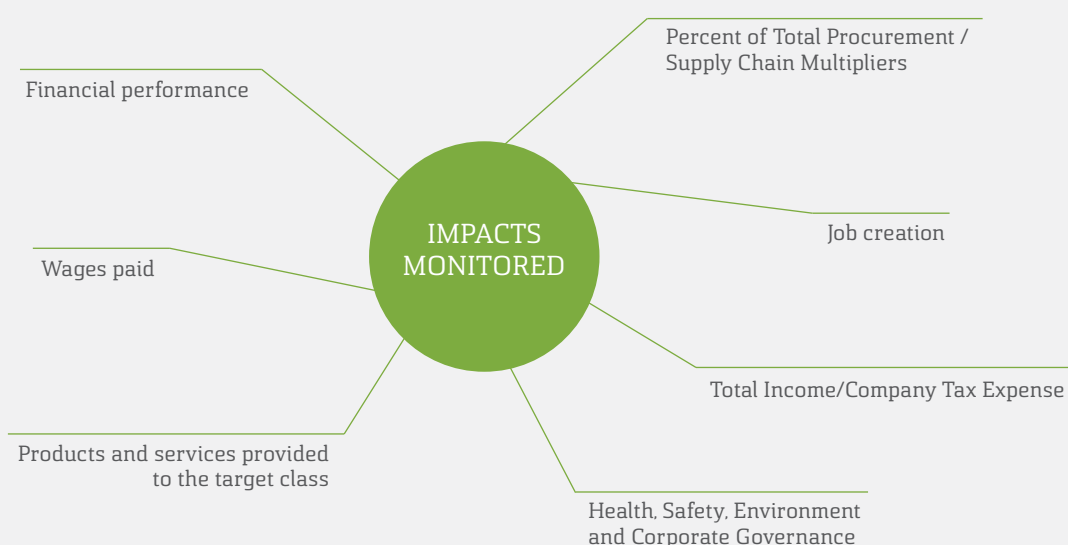 Percent of Total Procurement /
Supply Chain Multipliers
Financial performance
IMPACTS
MONITORED
Job creation
Wages paid
Total Income/Company Tax Expense
Products and services provided
to the target class
Health, Safety, Environment
and Corporate Governance